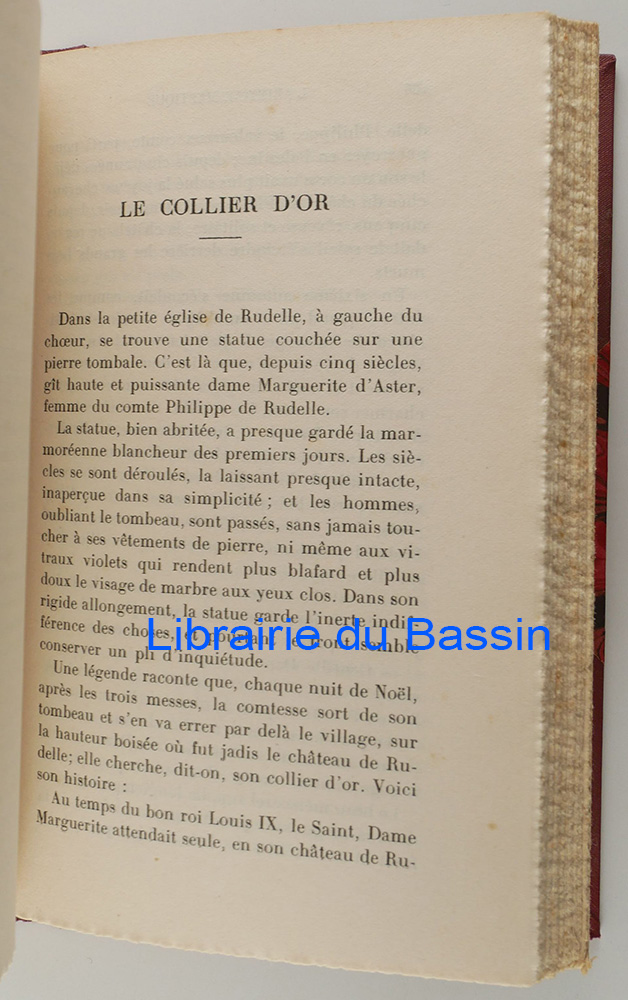 LE COLLIER D'OR
Dans la petite église de Rudelle, à gauche du
chœur, se trouve une statue couchée sur une
pierre tombale. C'est là que, depuis cinq siècles,
gît haute et puissante dame Marguerite d'Aster,
femme du comte Philippe de Rudelle.
La statue, bien abritée, a presque gardé la mar-
moréenne blancheur des premiers jours. Les siè-
cles se sont déroulés, la laissant presque intacte,
inaperçue dans sa simplicité ; et les hommes,
oubliant le tombeau, sont passés, sans jamais tou-
cher à ses vêtements de pierre, ni même aux vi-
traux violets qui rendent plus blafard et plus
doux le visage de marbre aux yeux clos. Dans son
rigide allongement, la statue garde l'inerte indif-
férence des choses, et pourtant le front semble
conserver un pli d'inquiétude.
Librairie du Bassin
Une légende raconte que, chaque nuit de Noël,
après les trois messes, la comtesse sort de son
tombeau et s'en va errer par delà le village, sur
la hauteur boisée où fut jadis le château de Ru-
delle; elle cherche, dit-on, son collier d'or. Voici
son histoire :
Au temps du bon roi Louis IX, le Saint, Dame
Marguerite attendait seule, en son château de Ru-